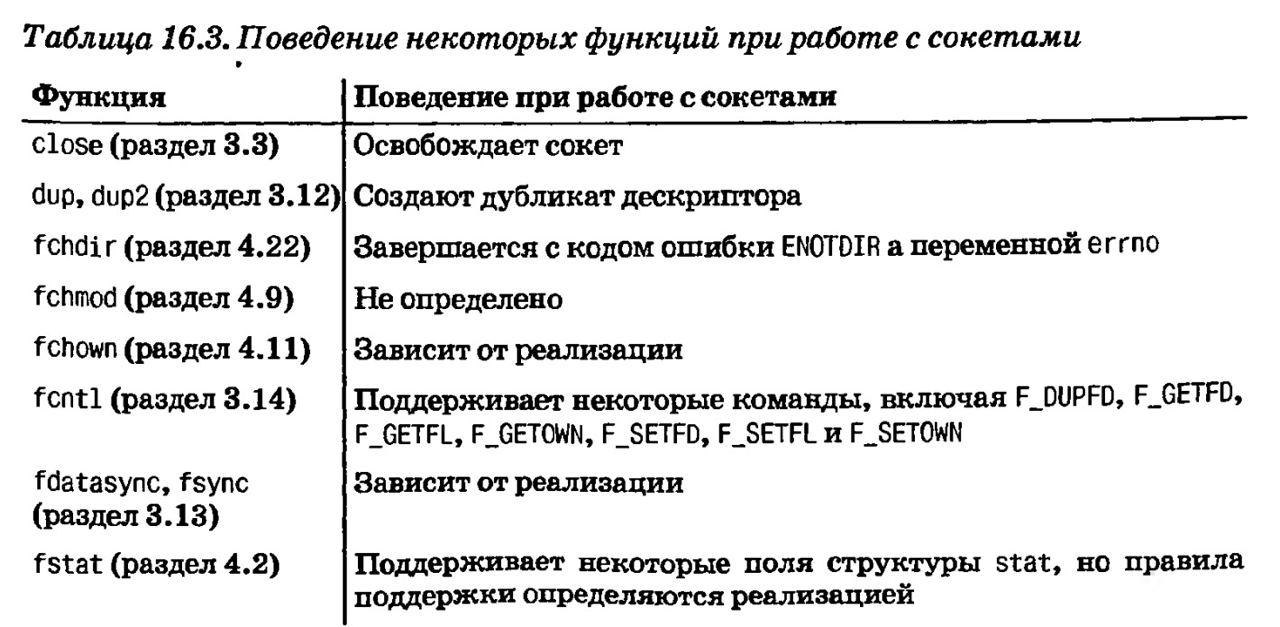 Таблица 16.3. Поведение некоторых функций при работе с сокетами
Функция Поведение при работе с сокетами
close (раздел 3.3) Освобождает сокет
dup, dup2 (раздел 3.12) Создают дубликат дескриптора
fchdir (раздел 4.22) Завершается с кодом ошибки ENOTDIR а переменной errno
fchmod (раздел 4.9) Не определено
fchown (раздел 4.11) Зависит от реализации
fcntl (раздел 3.14) Поддерживает некоторые команды, включая F_DUPFD, F_GETFD,
F_GETFL, F_GETOWN, F_SETFD, F_SETFL и F_SETOWN
fdatasync, fsync Зависит от реализации
(раздел 3.13)
fstat (раздел 4.2) Поддерживает некоторые поля структуры stat, но правила
поддержки определяются реализацией